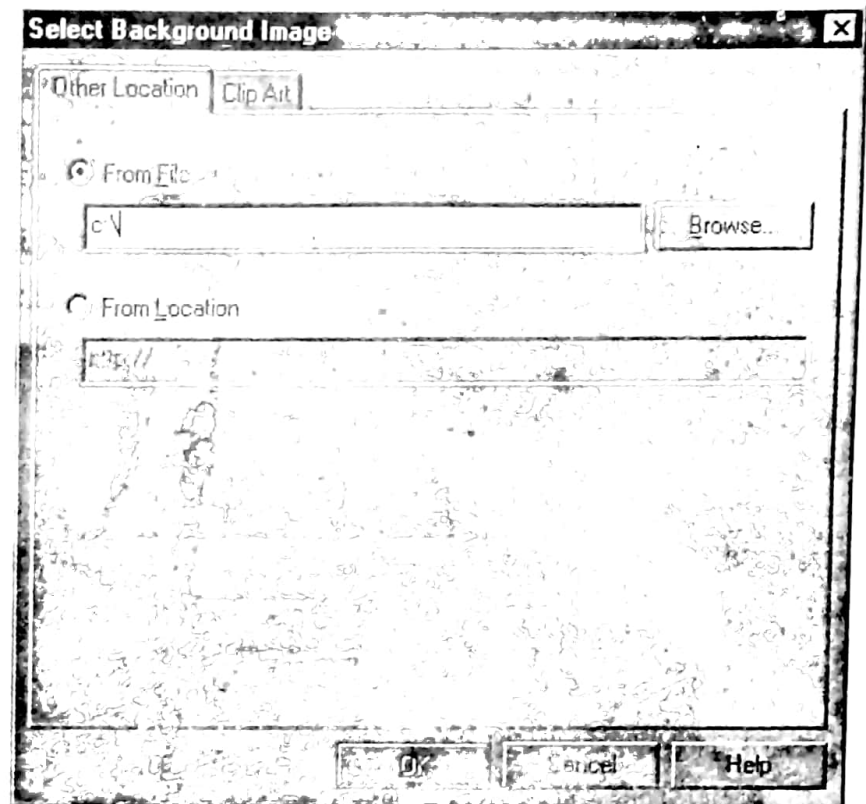 Select Background Image
Other Location Clip Art
From File
c:\ Browse...
From Location
http://
OK Cancel Help